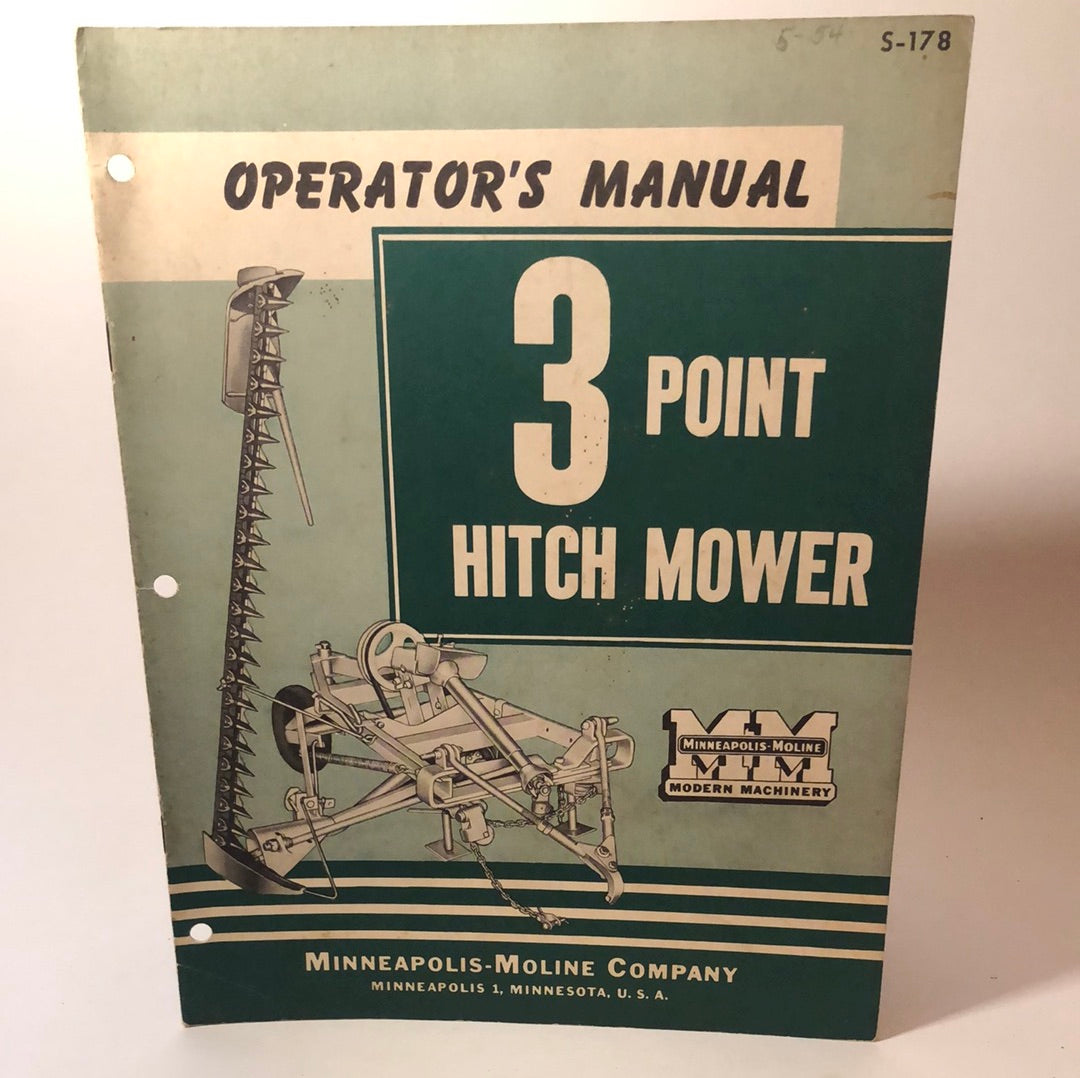 5-54
S-178
OPERATOR'S MANUAL
3 POINT
HITCH MOWER
MM
MINNEAPOLIS-MOLINE
MODERN MACHINERY
MINNEAPOLIS-MOLINE COMPANY
MINNEAPOLIS 1, MINNESOTA, U. S. A.